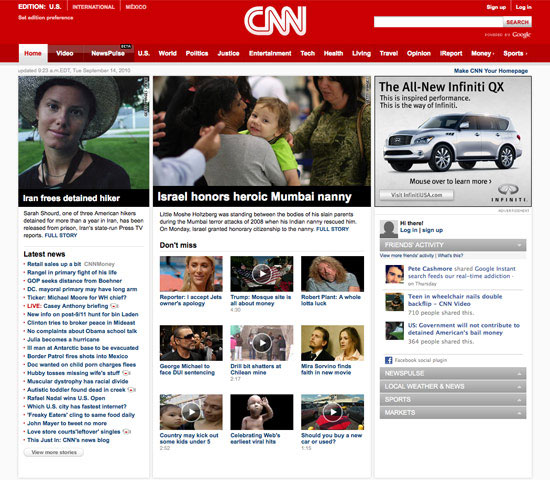 EDITION: U.S. INTERNATIONAL MÉXICO
Set edition preference
CNN
Sign up Log in
SEARCH
POWERED BY Google
Home Video NewsPulse BETA U.S. World Politics Justice Entertainment Tech Health Living Travel Opinion iReport Money Sports
updated 9:23 a.m. EDT, Tue September 14, 2010
Make CNN Your Homepage
Iran frees detained hiker
Sarah Shourd, one of three American hikers
detained for more than a year in Iran, has been
released from prison, Iran's state-run Press TV
reports. FULL STORY
Latest news
Retail sales up a bit CNNMoney
Rangel in primary fight of his life
GOP seeks distance from Boehner
DC. mayoral primary may have long arm
Ticker: Michael Moore for WH chief?
LIVE: Casey Anthony briefing
New info on post-9/11 hunt for bin Laden
Clinton tries to broker peace in Mideast
No complaints about Obama school talk
Julia becomes a hurricane
Ill man at Antarctic base to be evacuated
Border Patrol fires shots into Mexico
Doc wanted on child porn charges flees
Hubby tosses missing wife's stuff
Muscular dystrophy has racial divide
Autistic toddler found dead in creek
Rafael Nadal wins U.S. Open
Which U.S. city has fastest internet?
'Freaky Eaters' cling to same food daily
John Mayer to tweet no more
Love store courts'leftover' singles
This Just In: CNN's news blog
View more stories
Israel honors heroic Mumbai nanny
Little Moshe Holtzberg was standing between the bodies of his slain parents
during the Mumbai terror attacks of 2008 when his Indian nanny rescued him.
On Monday, Israel granted honorary citizenship to the nanny. FULL STORY
Don't miss
Reporter: I accept Jets
owner's apology
Trump: Mosque site
is all about money
4:30
Robert Plant: A whole
lotta luck
George Michael to
face DUI sentencing
Drill bit shatters at
Chilean mine
2:17
Mira Sorvino finds
faith in new movie
Country may kick out
some kids under 5
2:52
Celebrating Web's
earliest viral hits
Should you buy a new
car or used?
1:15
The All-New Infiniti QX
This is inspired performance.
This is the way of Infiniti.
Mouse over to learn more >
Visit InfinitiUSA.com
INFINITI
ADVERTISEMENT
Hi there!
Log in | sign up
FRIENDS' ACTIVITY
View more friends' activity | What's this?
Pete Cashmore shared Google Instant
search feeds our real-time addiction -
on Thursday
Teen in wheelchair nails double
backflip – CNN Video
710 people shared this.
US: Government will not contribute to
detained American's bail money
364 people shared this.
Facebook social plugin
NEWSPULSE
LOCAL WEATHER & NEWS
SPORTS
MARKETS